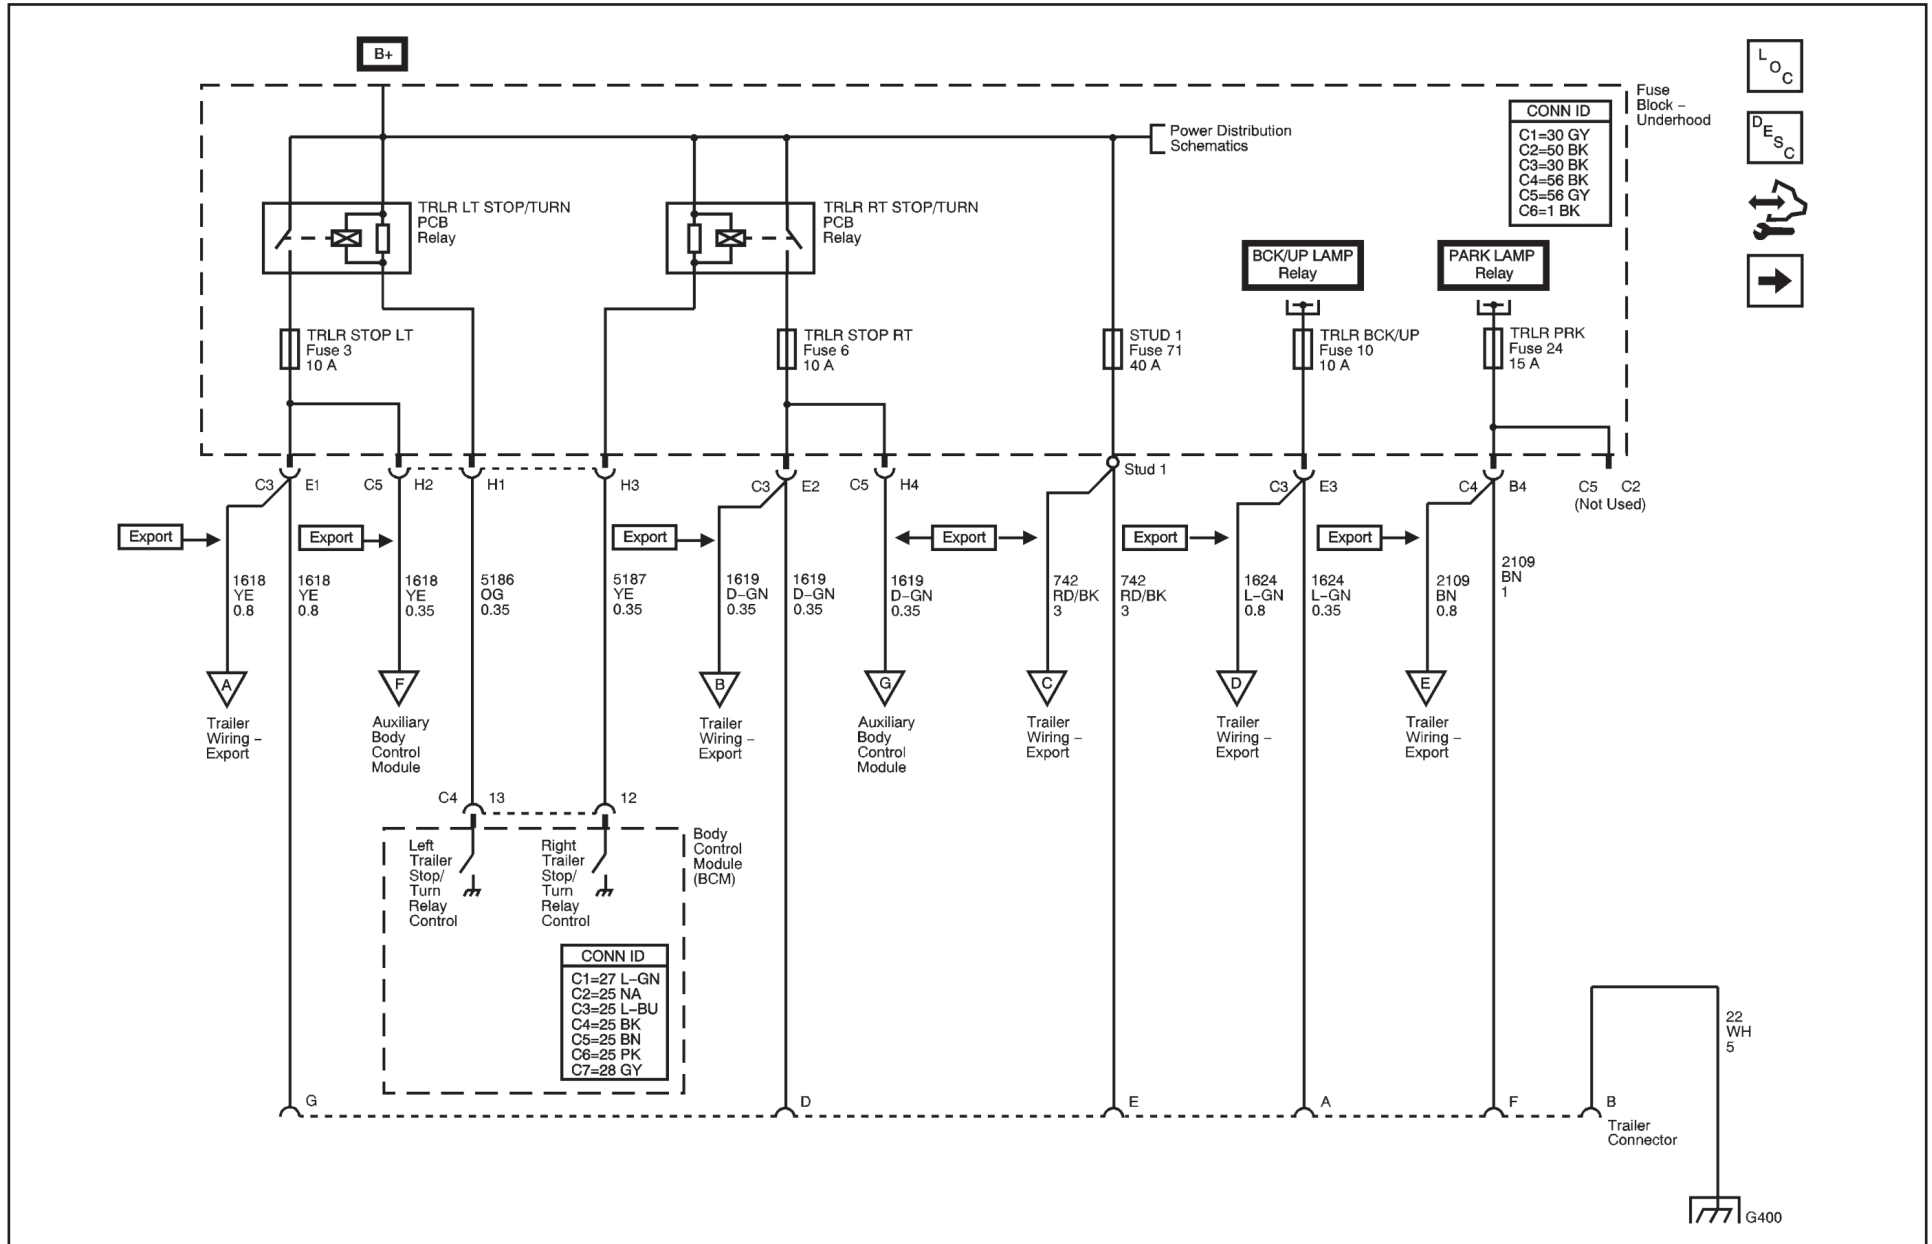 B+
L O C
D E S C
Fuse
Block –
Underhood
CONN ID
C1=30 GY
C2=50 BK
C3=30 BK
C4=56 BK
C5=56 GY
C6=1 BK
Power Distribution
Schematics
TRLR LT STOP/TURN
PCB
Relay
TRLR RT STOP/TURN
PCB
Relay
BCK/UP LAMP
Relay
PARK LAMP
Relay
TRLR STOP LT
Fuse 3
10 A
TRLR STOP RT
Fuse 6
10 A
STUD 1
Fuse 71
40 A
TRLR BCK/UP
Fuse 10
10 A
TRLR PRK
Fuse 24
15 A
Stud 1
C3 E1
C5 H2
H1
H3
C3 E2
C5 H4
C3 E3
C4 B4
C5 C2
(Not Used)
Export
Export
Export
Export
Export
Export
1618
YE
0.8
1618
YE
0.8
1618
YE
0.35
5186
OG
0.35
5187
YE
0.35
1619
D–GN
0.35
1619
D–GN
0.35
1619
D–GN
0.35
742
RD/BK
3
742
RD/BK
3
1624
L–GN
0.8
1624
L–GN
0.35
2109
BN
0.8
2109
BN
1
A
Trailer
Wiring –
Export
F
Auxiliary
Body
Control
Module
B
Trailer
Wiring –
Export
G
Auxiliary
Body
Control
Module
C
Trailer
Wiring –
Export
D
Trailer
Wiring –
Export
E
Trailer
Wiring –
Export
C4 13
12
Left
Trailer
Stop/
Turn
Relay
Control
Right
Trailer
Stop/
Turn
Relay
Control
Body
Control
Module
(BCM)
CONN ID
C1=27 L–GN
C2=25 NA
C3=25 L–BU
C4=25 BK
C5=25 BN
C6=25 PK
C7=28 GY
22
WH
5
G
D
E
A
F
B
Trailer
Connector
G400